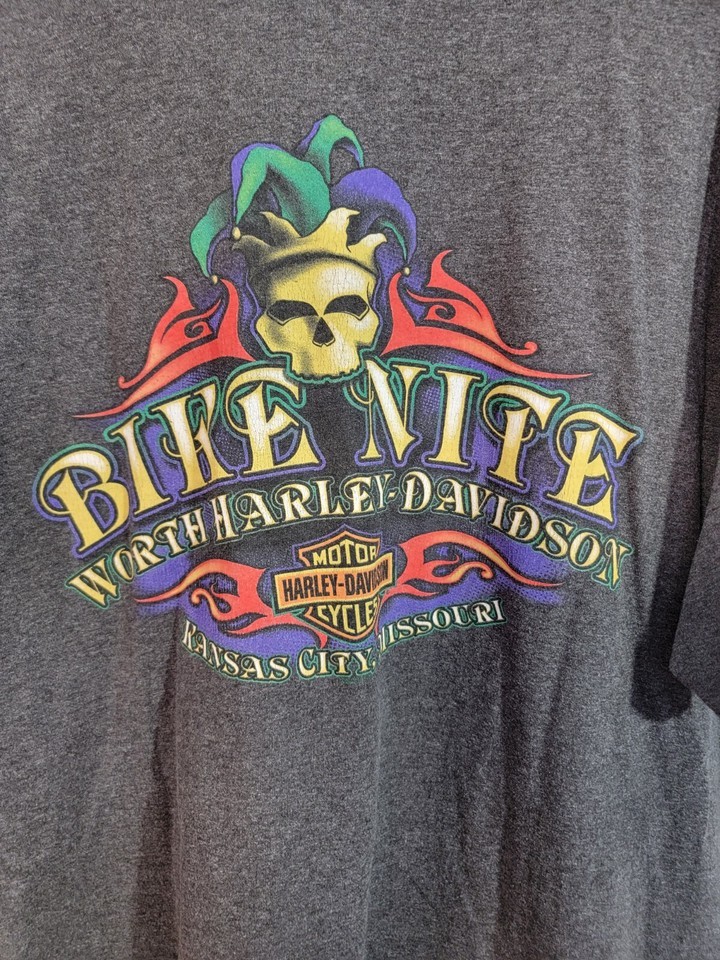 BIKE NITE
WORTH HARLEY-DAVIDSON
MOTOR
HARLEY-DAVIDSON
CYCLES
KANSAS CITY, MISSOURI